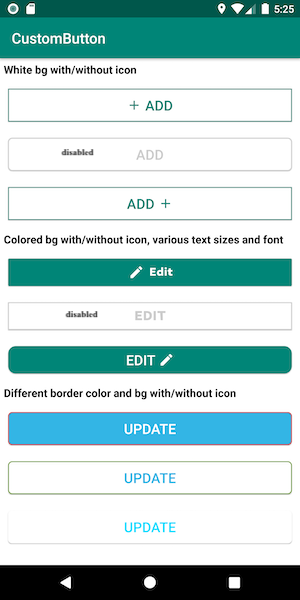 5:25
CustomButton
White bg with/without icon
+ ADD
disabled ADD
ADD +
Colored bg with/without icon, various text sizes and font
Edit
disabled EDIT
EDIT
Different border color and bg with/without icon
UPDATE
UPDATE
UPDATE